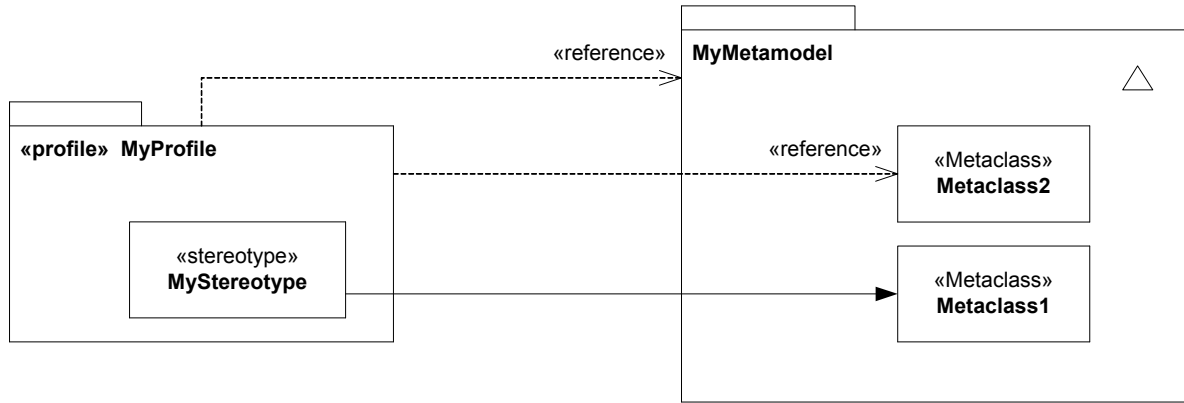 «reference»
MyMetamodel
«profile» MyProfile
«reference»
«Metaclass»
Metaclass2
«stereotype»
MyStereotype
«Metaclass»
Metaclass1